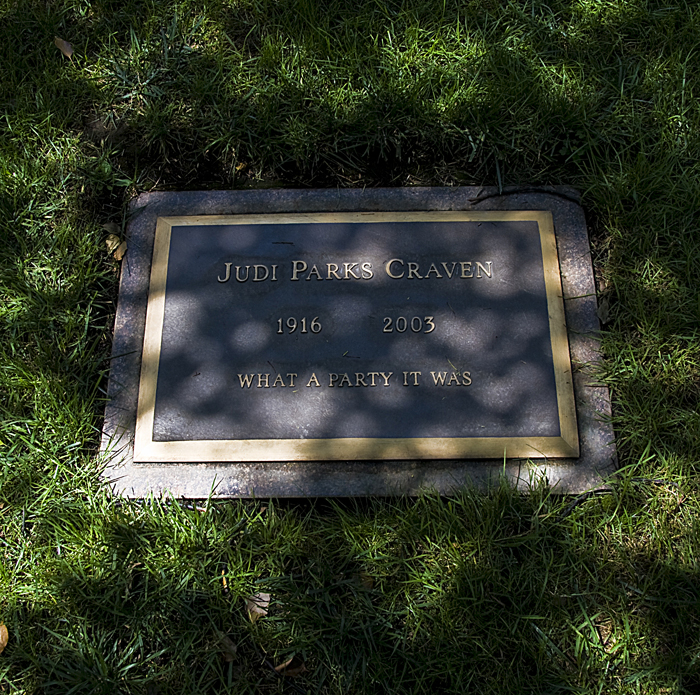 JUDI PARKS CRAVEN
1916 2003
WHAT A PARTY IT WAS